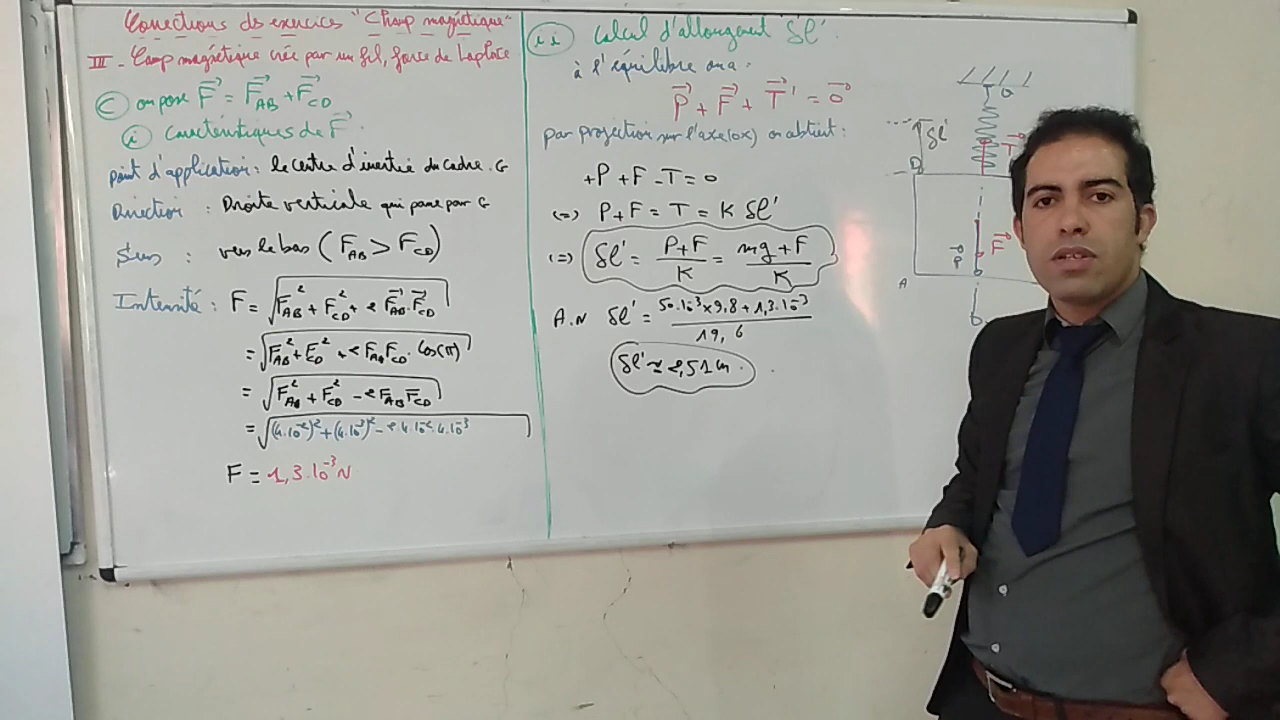 Corrections des exercices "Champ magnétique"
III - Camp magnétique crée par un fil, force de Laplace
C on pose F⃗ = F⃗AB + F⃗CD
i caractéristiques de F⃗ :
point d'application : le centre d'inertie du cadre G
Direction : Droite verticale qui passe par G
Sens : vers le bas (FAB > FCD)
Intensité : F = √(FAB² + FCD² + 2 F⃗AB . F⃗CD)
= √(FAB² + FCD² + 2 FAB FCD . cos(π))
= √(FAB² + FCD² - 2 FAB FCD)
= √((4.10⁻²)² + (4.10⁻³)² - 2.4.10⁻².4.10⁻³)
F = 1,3.10⁻³ N
ii calcul d'allongement δl'
à l'équilibre on a :
P⃗ + F⃗ + T⃗' = 0⃗
par projection sur l'axe (ox) on obtient :
+P + F - T = 0
(=) P + F = T = K δl'
(=) δl' = (P+F)/K = (mg+F)/K
A.N δl' = (50.10⁻³ × 9,8 + 1,3.10⁻³)/19,6
δl' ≈ 2,51 cm
δl'
T⃗
D
F⃗
P⃗
A